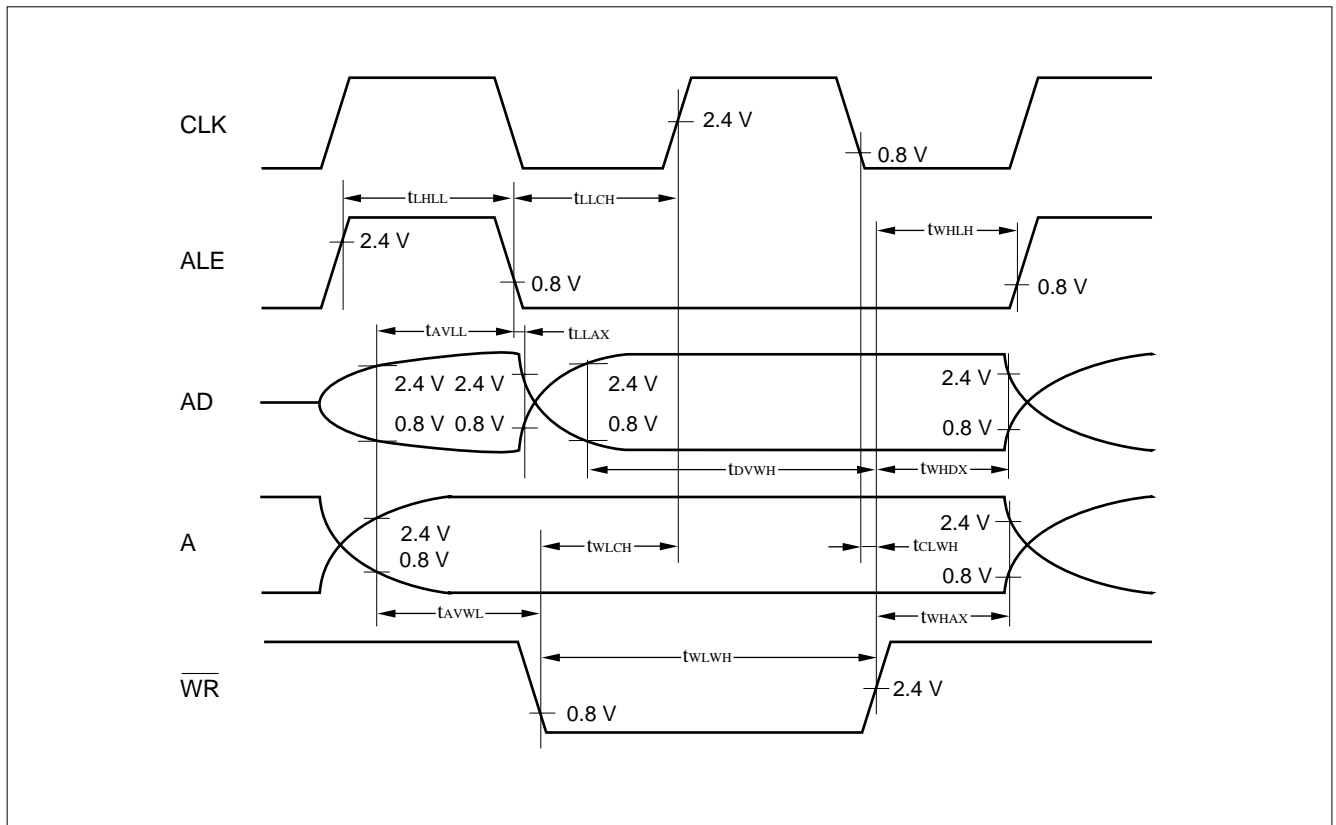 CLK
2.4 V
0.8 V
tLHLL
tLLCH
tWHLH
ALE
2.4 V
0.8 V
0.8 V
tAVLL
tLLAX
AD
2.4 V 2.4 V
2.4 V
2.4 V
0.8 V 0.8 V
0.8 V
0.8 V
tDVWH
tWHDX
A
2.4 V
0.8 V
tWLCH
2.4 V
tCLWH
0.8 V
tAVWL
tWHAX
WR
tWLWH
2.4 V
0.8 V